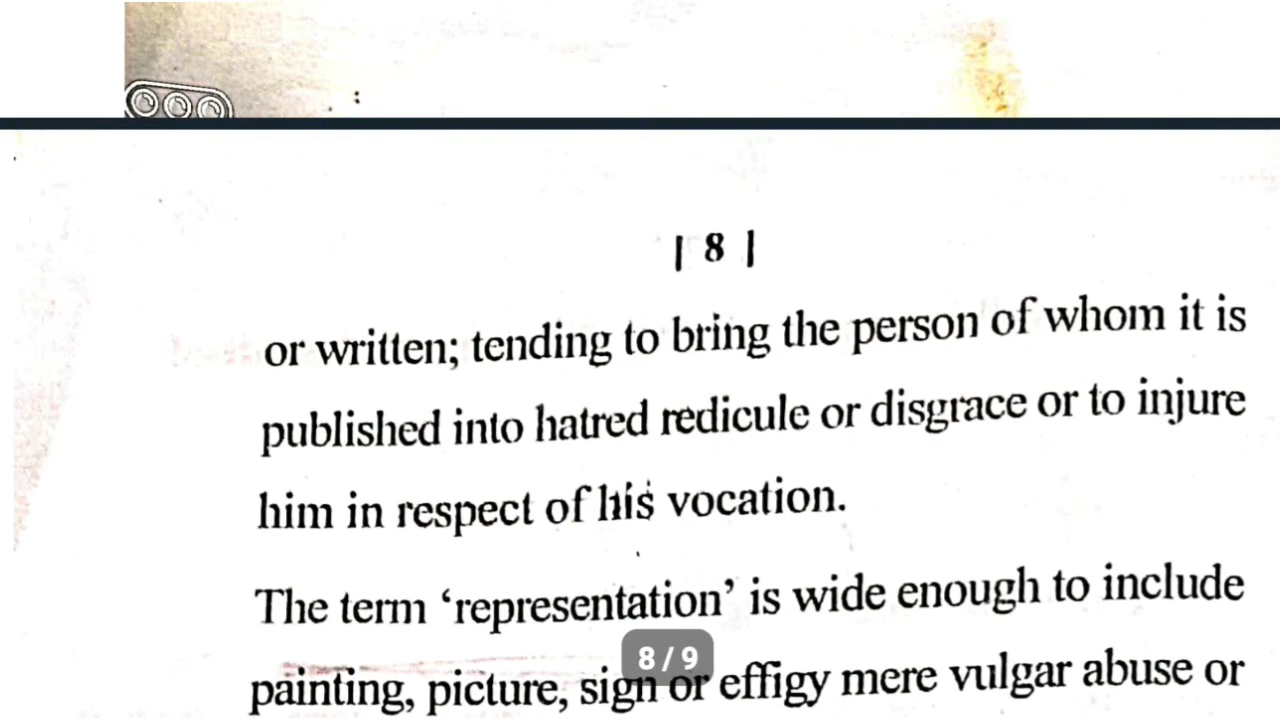 | 8 |
or written; tending to bring the person of whom it is
published into hatred redicule or disgrace or to injure
him in respect of his vocation.
The term ‘representation’ is wide enough to include
8 / 9
painting, picture, sign or effigy mere vulgar abuse or